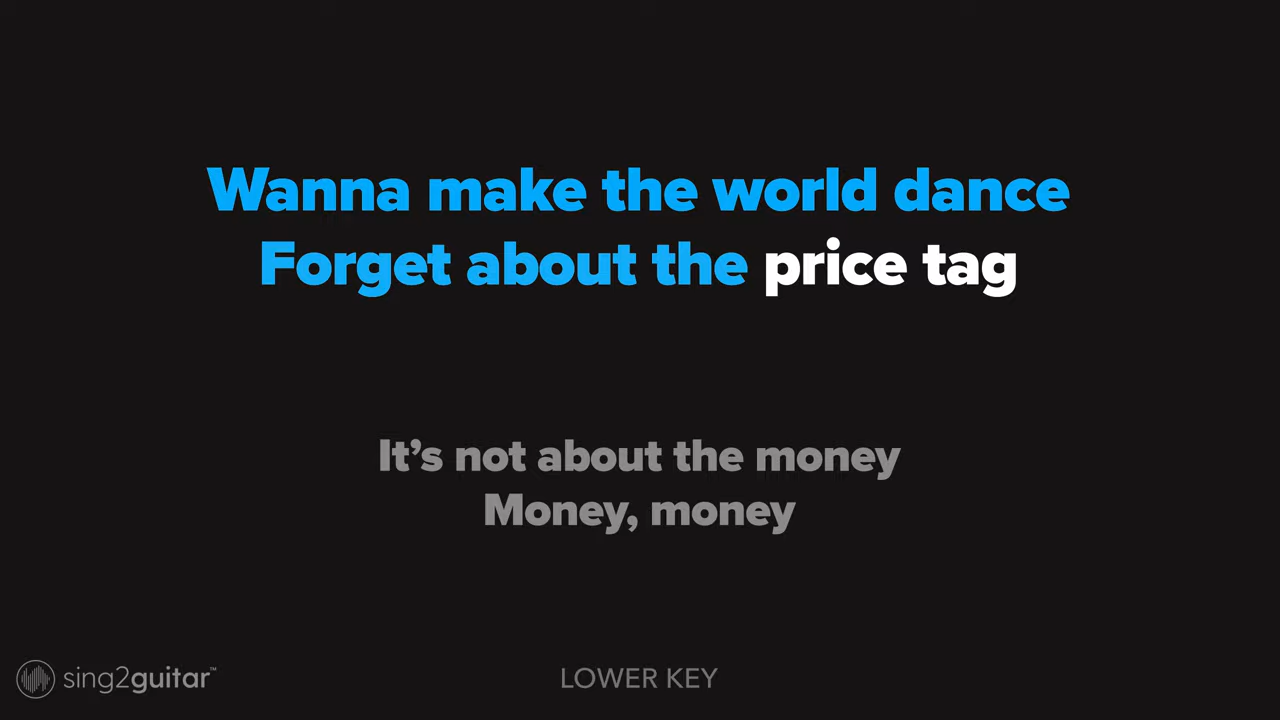 Wanna make the world dance
Forget about the price tag
It's not about the money
Money, money
sing2guitar™
LOWER KEY